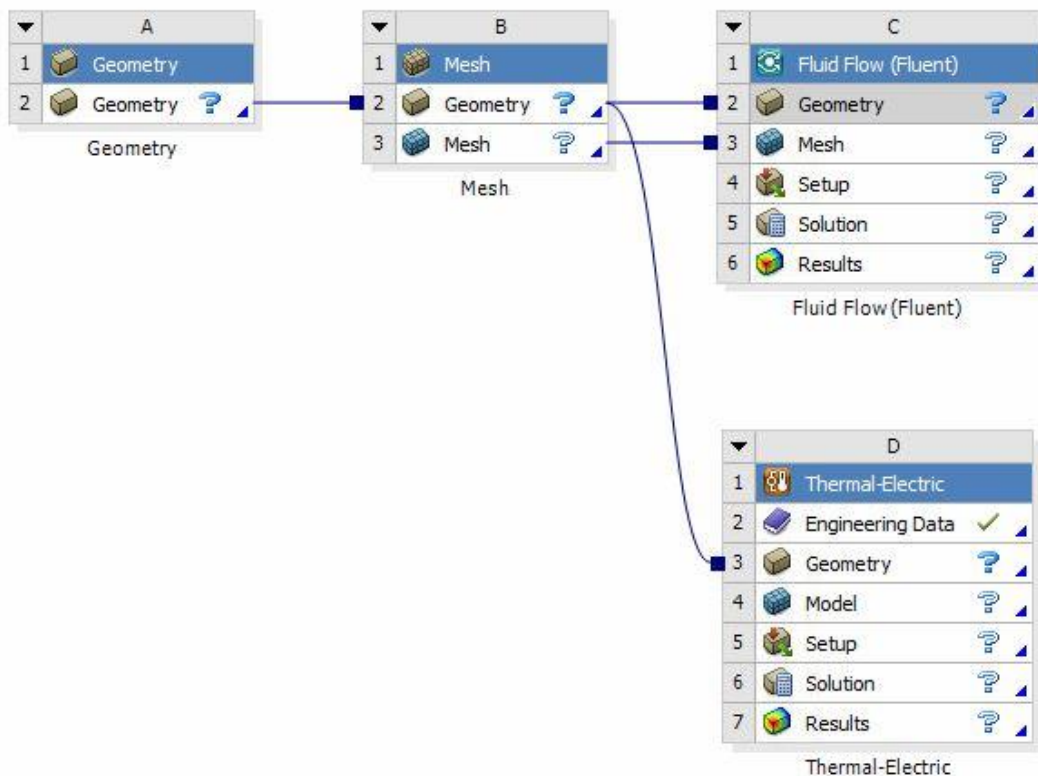 A
1 Geometry
2 Geometry ?
Geometry
B
1 Mesh
2 Geometry ?
3 Mesh ?
Mesh
C
1 Fluid Flow (Fluent)
2 Geometry ?
3 Mesh ?
4 Setup ?
5 Solution ?
6 Results ?
Fluid Flow (Fluent)
D
1 Thermal-Electric
2 Engineering Data ✓
3 Geometry ?
4 Model ?
5 Setup ?
6 Solution ?
7 Results ?
Thermal-Electric